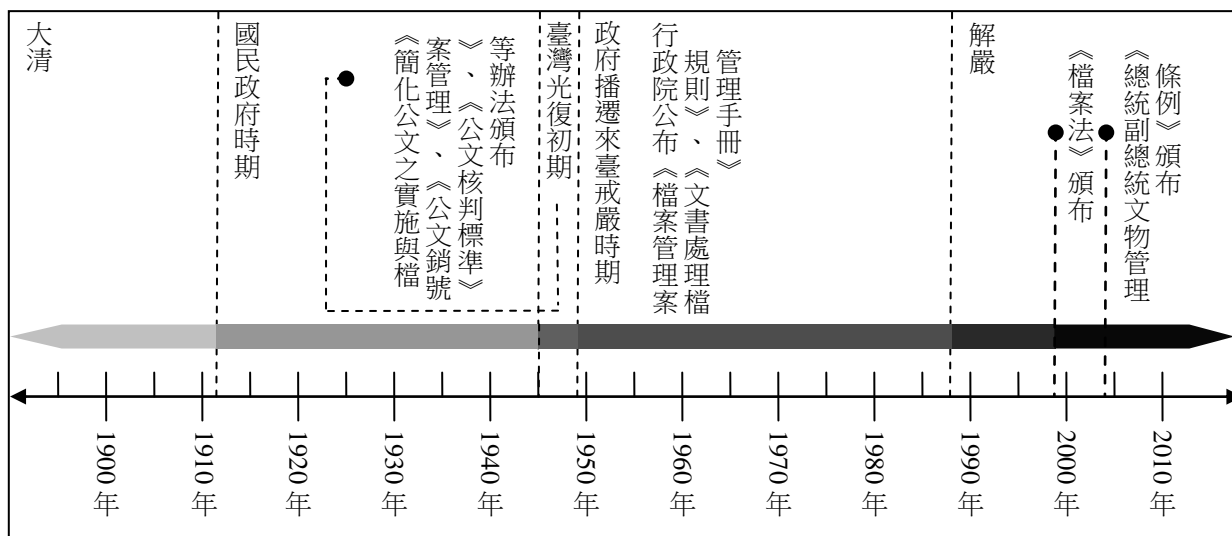 大清
國民政府時期
《簡化公文之實施與檔
案管理》、《公文銷號
》、《公文核判標準》
等辦法頒布
臺灣光復初期
政府播遷來臺戒嚴時期
行政院公布《檔案管理案
規則》、《文書處理檔
管理手冊》
解嚴
《檔案法》頒布
《總統副總統文物管理
條例》頒布
1900年
1910年
1920年
1930年
1940年
1950年
1960年
1970年
1980年
1990年
2000年
2010年